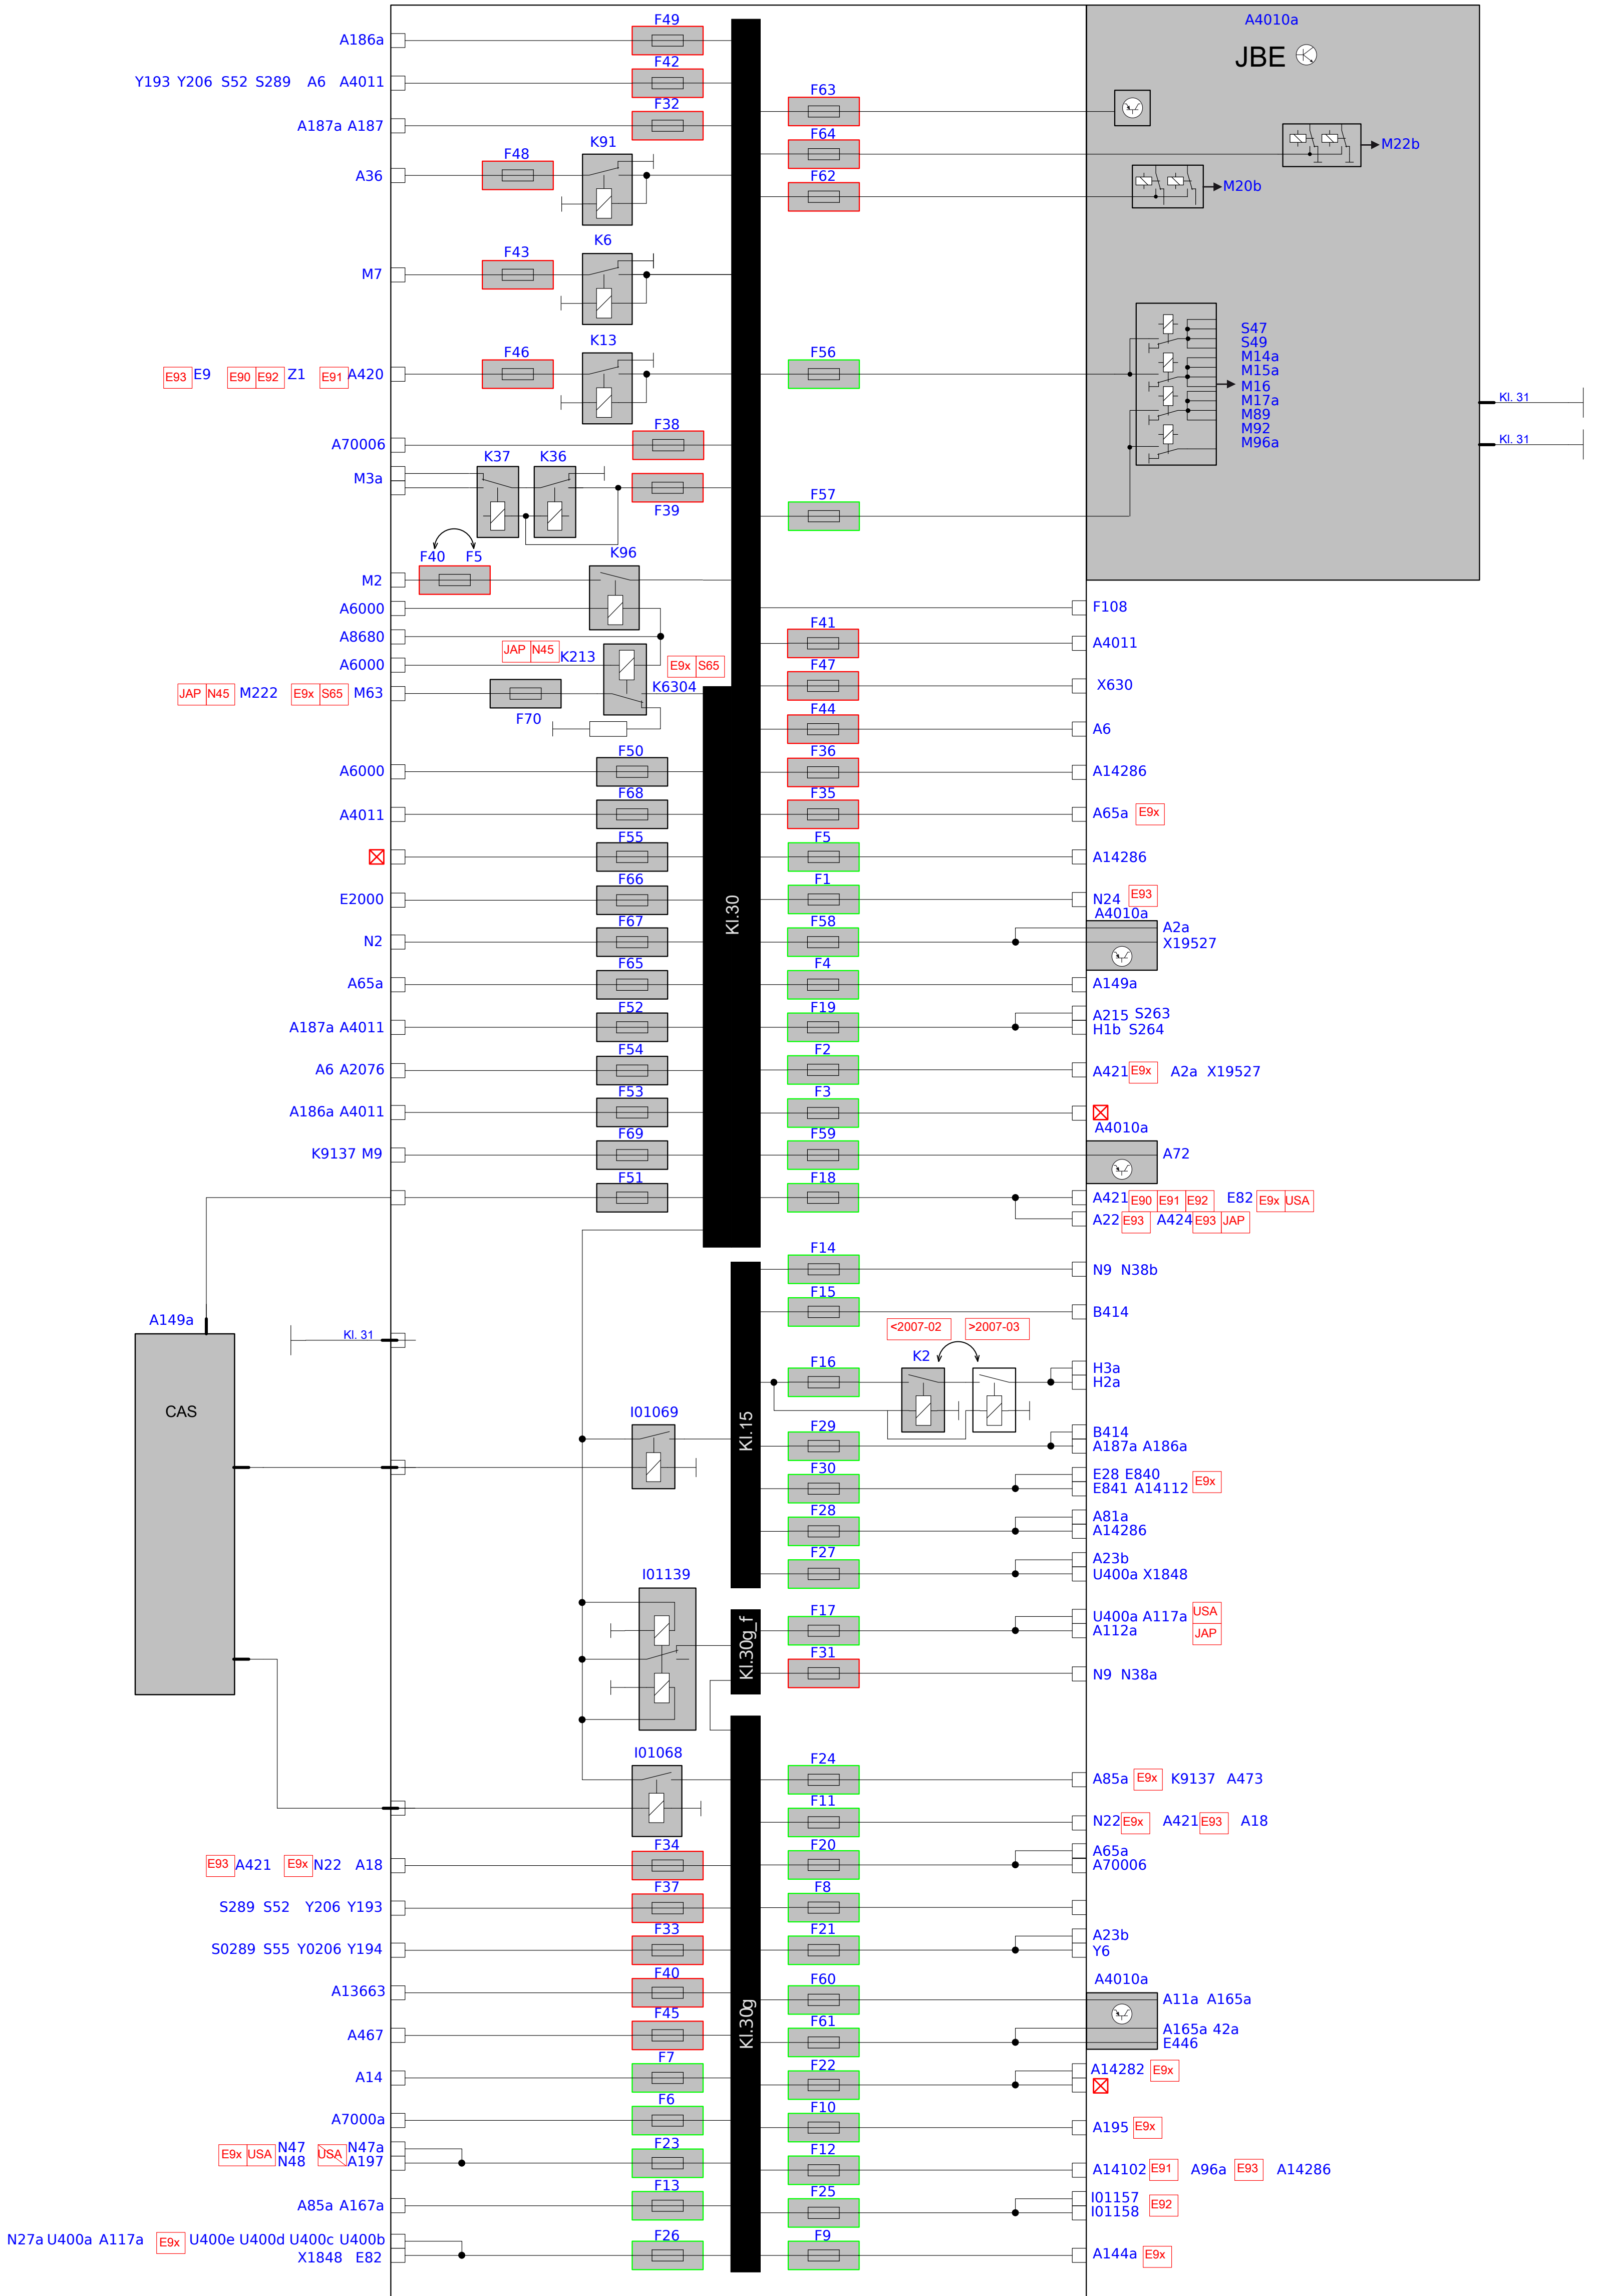 F49
A4010a
A186a
JBE
F42
Y193 Y206 S52 S289 A6 A4011
F63
F32
A187a A187
F64
M22b
K91
F48
A36
F62
M20b
K6
F43
M7
S47
S49
K13
F46
F56
M14a
M15a
E93 E9 E90 E92 Z1 E91 A420
M16
Kl. 31
M17a
M89
F38
M92
Kl. 31
A70006
M96a
K37 K36
M3a
F57
F39
F40 F5 K96
M2
A6000
F108
F41
A8680
A4011
JAP N45 K213
A6000
E9x S65
F47
JAP N45 M222 E9x S65 M63
K6304
X630
F70
F44
A6
F50
F36
A6000
A14286
F68
F35
A4011
A65a E9x
F55
F5
A14286
F66
F1
E2000
N24 E93
Kl.30
A4010a
F67
F58
A2a
N2
X19527
F65
F4
A65a
A149a
F52
F19
A215 S263
A187a A4011
H1b S264
F54
F2
A6 A2076
A421 E9x A2a X19527
F53
F3
A186a A4011
A4010a
F69
F59
K9137 M9
A72
F51
F18
A421 E90 E91 E92 E82 E9x USA
A22 E93 A424 E93 JAP
F14
N9 N38b
F15
B414
A149a
Kl. 31
<2007-02 >2007-03
F16
K2
H3a
H2a
CAS
I01069
Kl.15
F29
B414
A187a A186a
F30
E28 E840
E9x
E841 A14112
F28
A81a
A14286
F27
A23b
U400a X1848
I01139
F17
U400a A117a USA
A112a JAP
Kl.30g_f
F31
N9 N38a
I01068
F24
A85a E9x K9137 A473
F11
N22 E9x A421 E93 A18
F34
F20
A65a
E93 A421 E9x N22 A18
A70006
F37
F8
S289 S52 Y206 Y193
F33
F21
A23b
S0289 S55 Y0206 Y194
Y6
F40
F60
A4010a
A13663
A11a A165a
F45
Kl.30g
F61
A165a 42a
A467
E446
F7
F22
A14282 E9x
A14
F6
F10
A7000a
A195 E9x
E9x USA N47 USA N47a
N48 A197
F23
F12
A14102 E91 A96a E93 A14286
F13
F25
I01157
E92
A85a A167a
I01158
N27a U400a A117a E9x U400e U400d U400c U400b
X1848 E82
F26
F9
A144a E9x